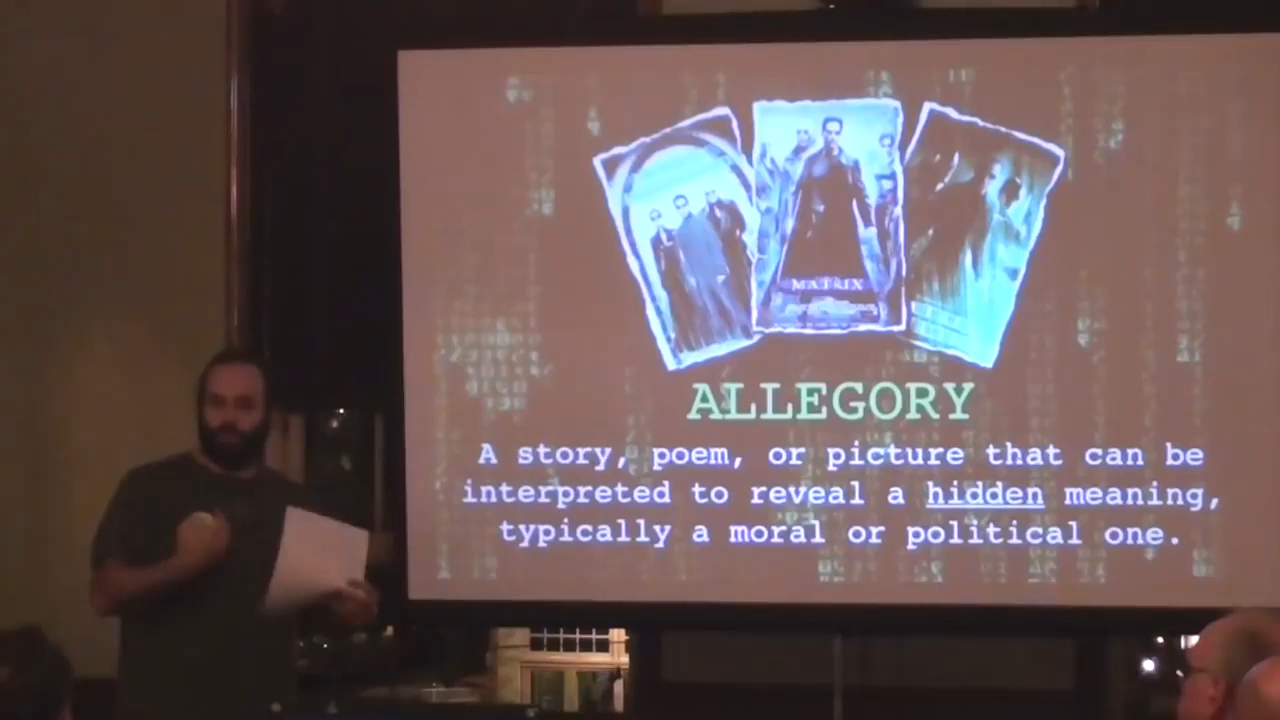 MATRIX
ALLEGORY
A story, poem, or picture that can be
interpreted to reveal a hidden meaning,
typically a moral or political one.